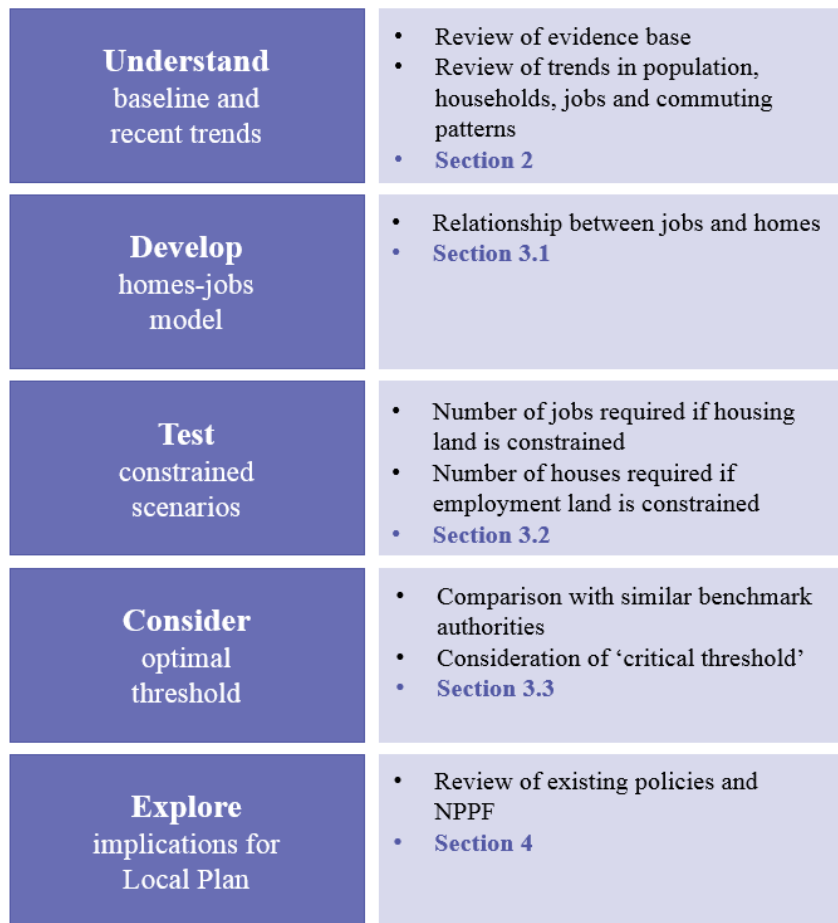 Understand
baseline and
recent trends
• Review of evidence base
• Review of trends in population,
households, jobs and commuting
patterns
• Section 2
Develop
homes-jobs
model
• Relationship between jobs and homes
• Section 3.1
Test
constrained
scenarios
• Number of jobs required if housing
land is constrained
• Number of houses required if
employment land is constrained
• Section 3.2
Consider
optimal
threshold
• Comparison with similar benchmark
authorities
• Consideration of ‘critical threshold’
• Section 3.3
Explore
implications for
Local Plan
• Review of existing policies and
NPPF
• Section 4